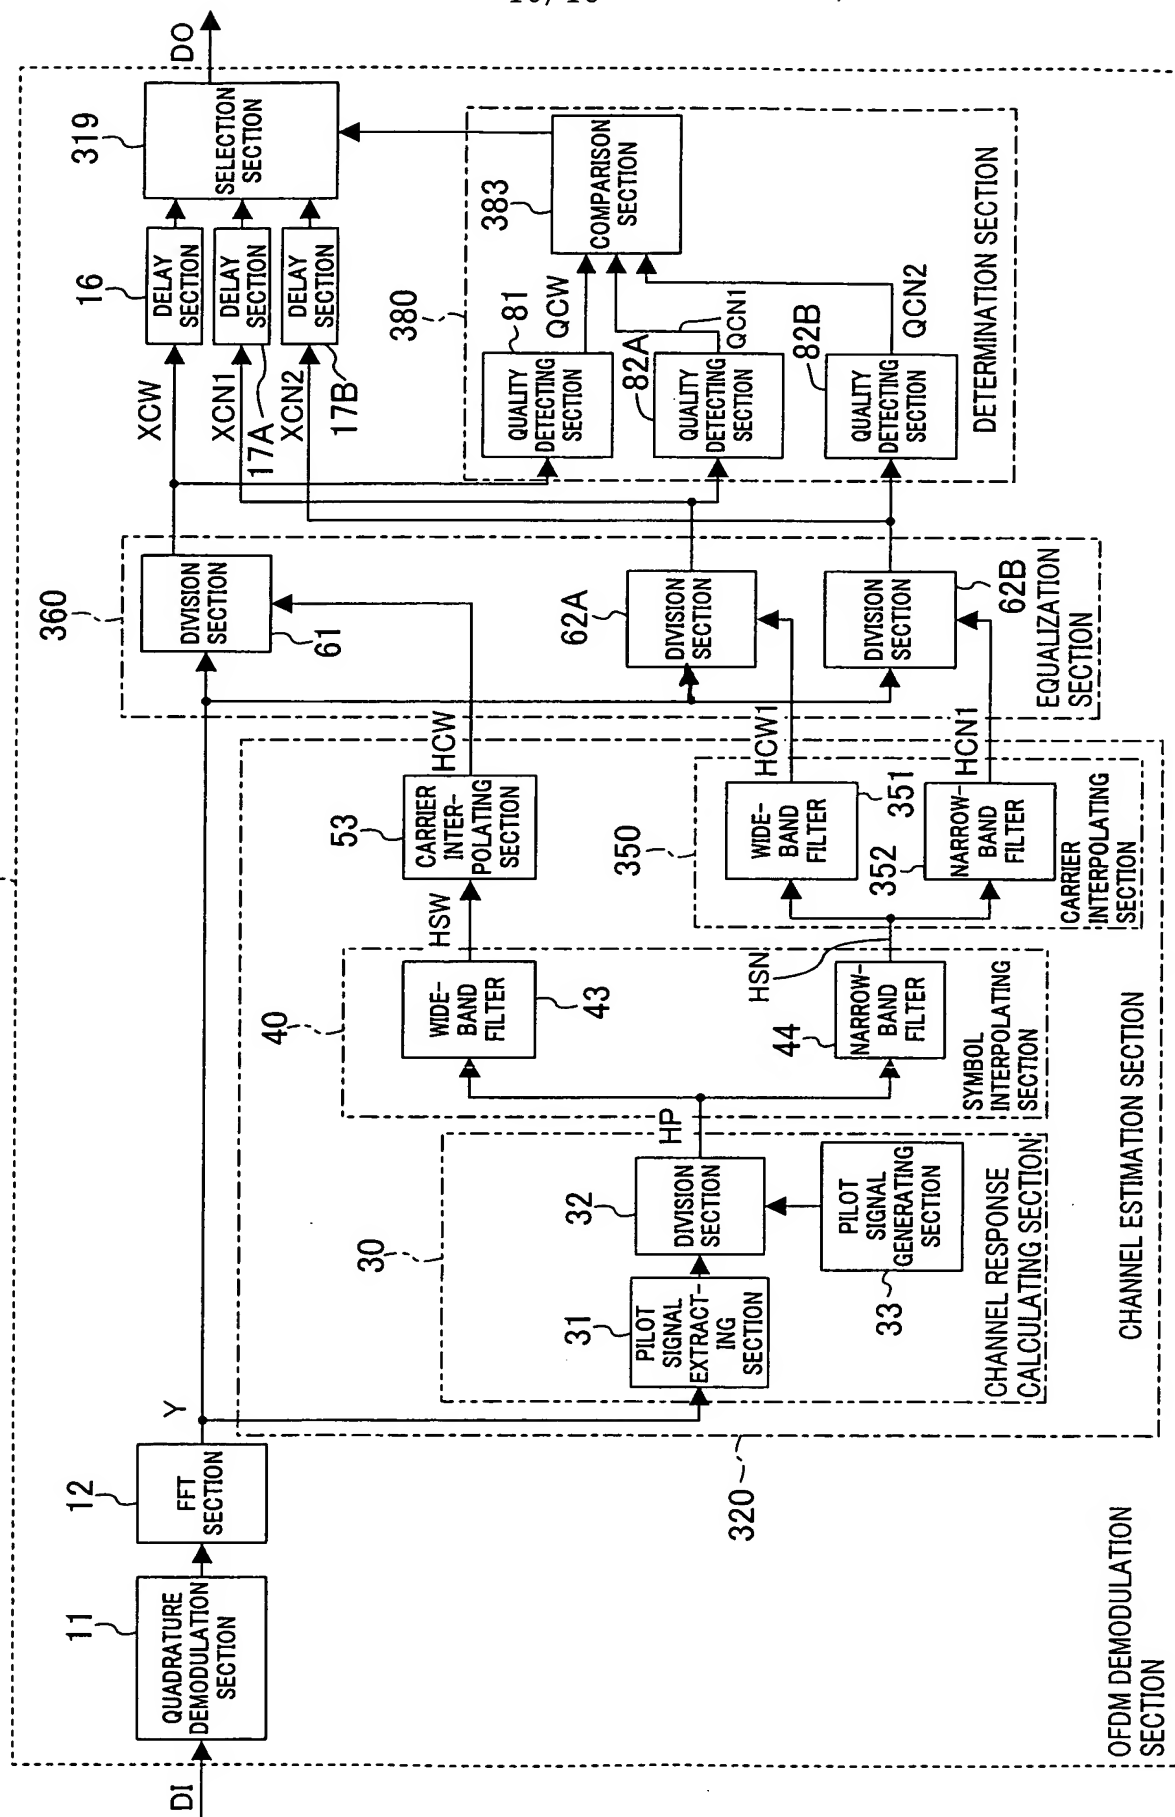 DI
11
QUADRATURE
DEMODULATION
SECTION
12
FFT
SECTION
Y
320
30
31
PILOT
SIGNAL
EXTRACT-
ING
SECTION
32
DIVISION
SECTION
33
PILOT
SIGNAL
GENERATING
SECTION
CHANNEL RESPONSE
CALCULATING SECTION
HP
40
WIDE-
BAND
FILTER
43
44
NARROW-
BAND
FILTER
SYMBOL
INTERPOLATING
SECTION
HSW
HSN
53
CARRIER
INTER-
POLATING
SECTION
350
WIDE-
BAND
FILTER
351
352
NARROW-
BAND
FILTER
CARRIER
INTERPOLATING
SECTION
CHANNEL ESTIMATION SECTION
HCW
HCW1
HCN1
360
DIVISION
SECTION
61
62A
DIVISION
SECTION
DIVISION
SECTION
62B
EQUALIZATION
SECTION
XCW
XCN1
17A
XCN2
17B
16
DELAY
SECTION
DELAY
SECTION
DELAY
SECTION
380
QUALITY
DETECTING
SECTION
81
QCW
82A
QUALITY
DETECTING
SECTION
QCN1
82B
QUALITY
DETECTING
SECTION
QCN2
383
COMPARISON
SECTION
DETERMINATION SECTION
319
SELECTION
SECTION
DO
OFDM DEMODULATION
SECTION